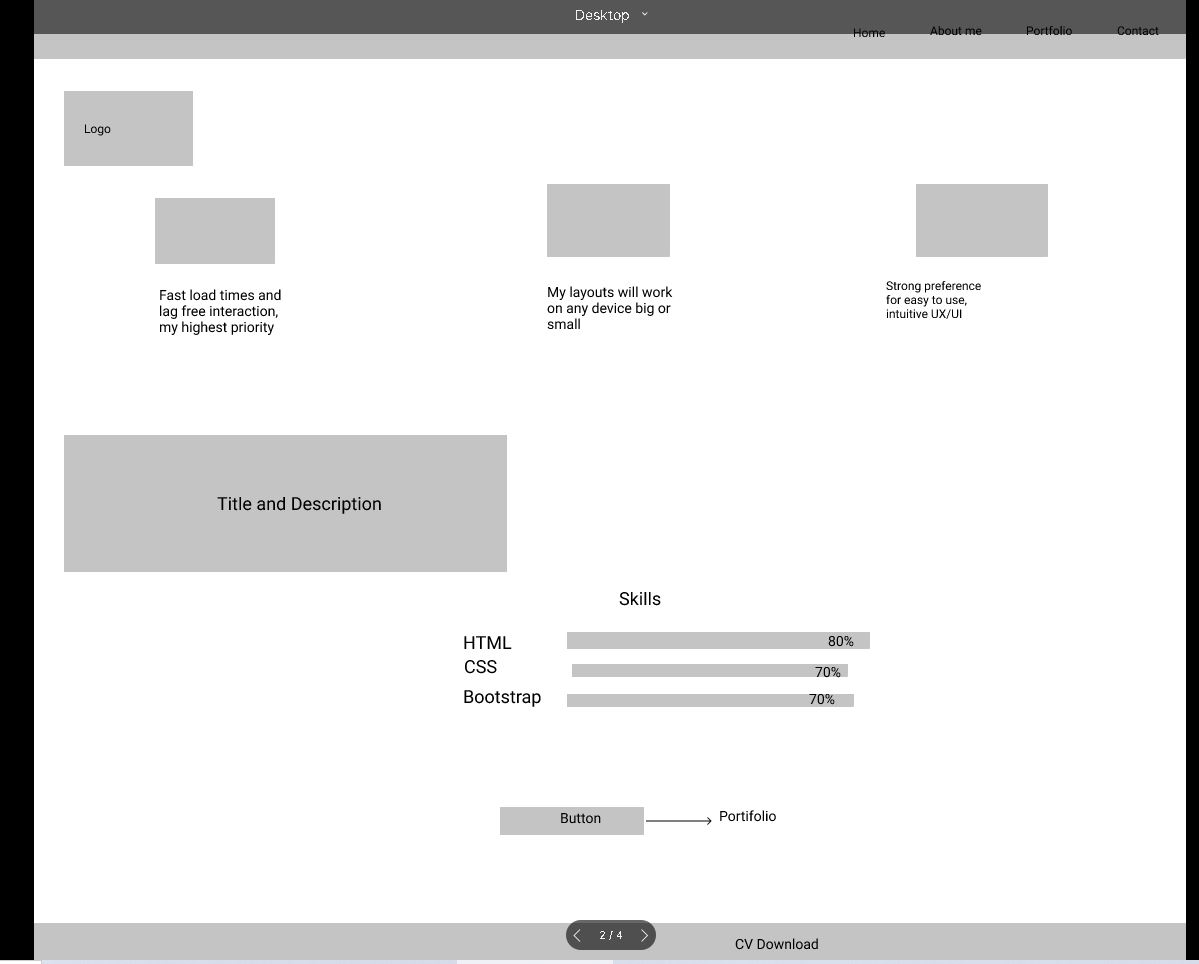 Desktop
Home About me Portfolio Contact
Logo
Fast load times and
lag free interaction,
my highest priority
My layouts will work
on any device big or
small
Strong preference
for easy to use,
intuitive UX/UI
Title and Description
Skills
HTML 80%
CSS 70%
Bootstrap 70%
Button Portifolio
2 / 4
CV Download